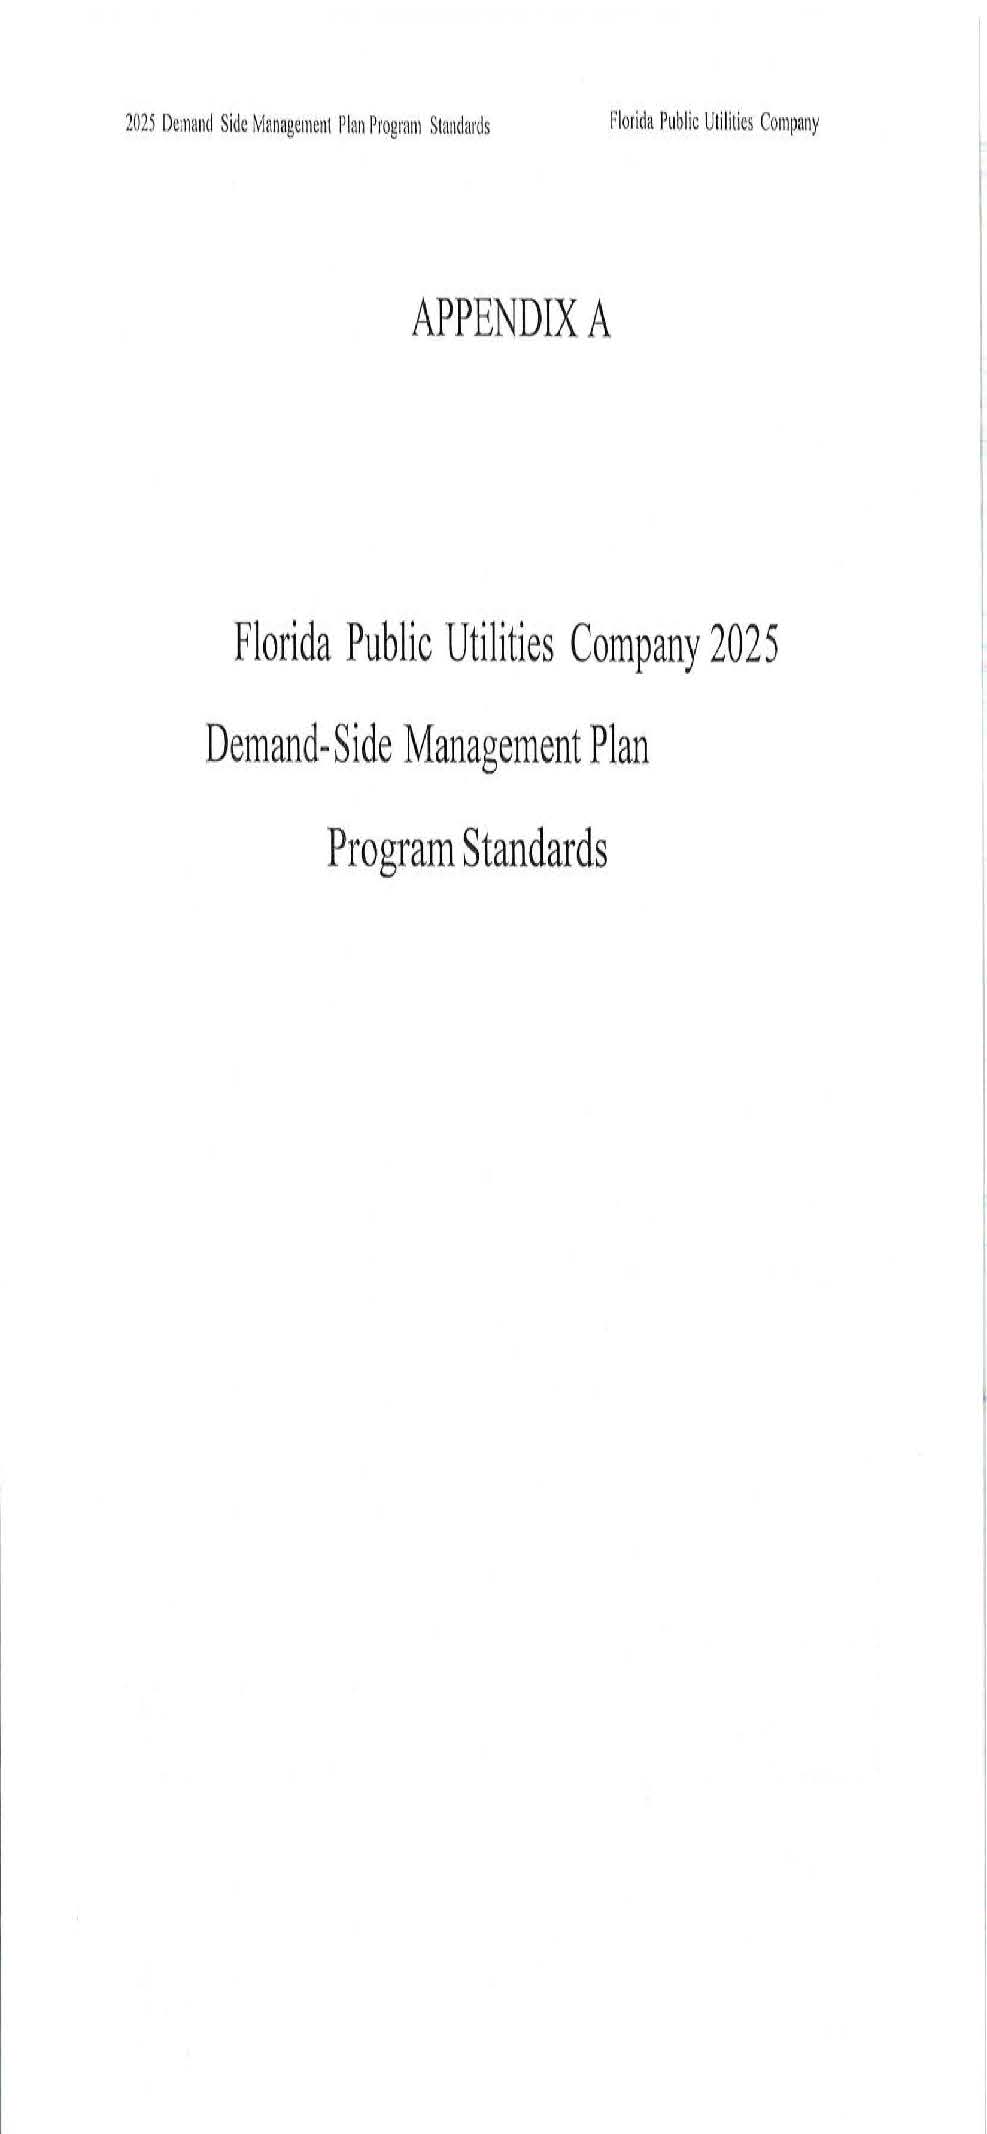 2025 Demand Side Management Plan Program Standards Florida Public Utilities Company
APPENDIX A
Florida Public Utilities Company 2025
Demand-Side Management Plan
Program Standards